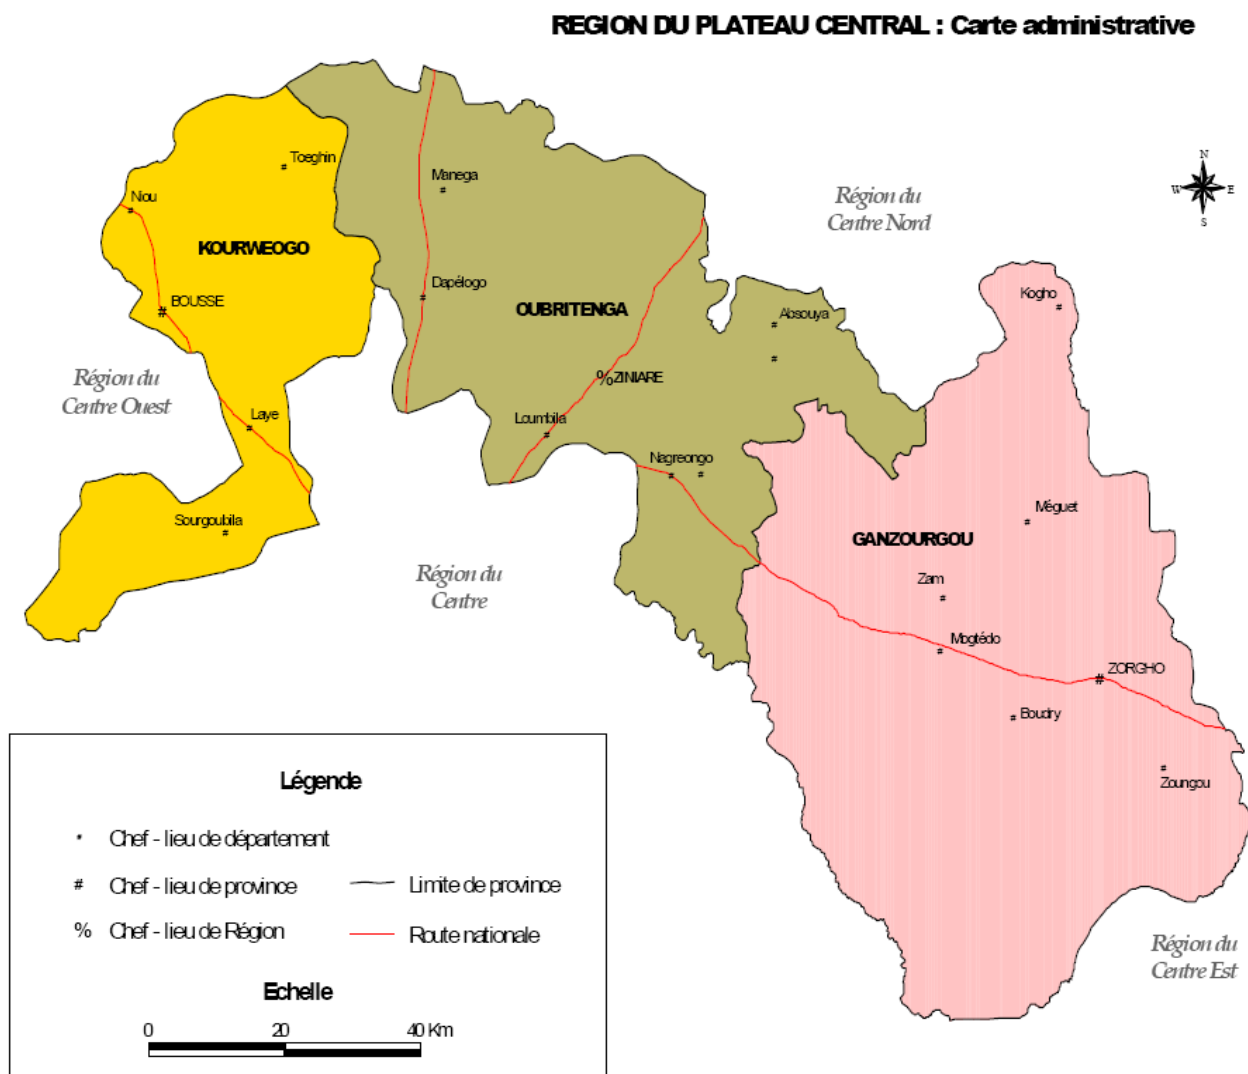 REGION DU PLATEAU CENTRAL : Carte administrative
N
W E
S
Toeghin
Niou
Manega
Région du
Centre Nord
KOURWEOGO
Dapélogo
BOUSSE
OUBRITENGA
Absouya
Kogho
Région du
Centre Ouest
%ZINIARE
Laye
Loumbila
Nagreongo
Sourgoubila
Méguet
GANZOURGOU
Région du
Centre
Zam
Mogtédo
ZORGHO
Boudry
Zoungou
Région du
Centre Est
Légende
Chef - lieu de département
# Chef - lieu de province
Limite de province
% Chef - lieu de Région
Route nationale
Echelle
0 20 40 Km